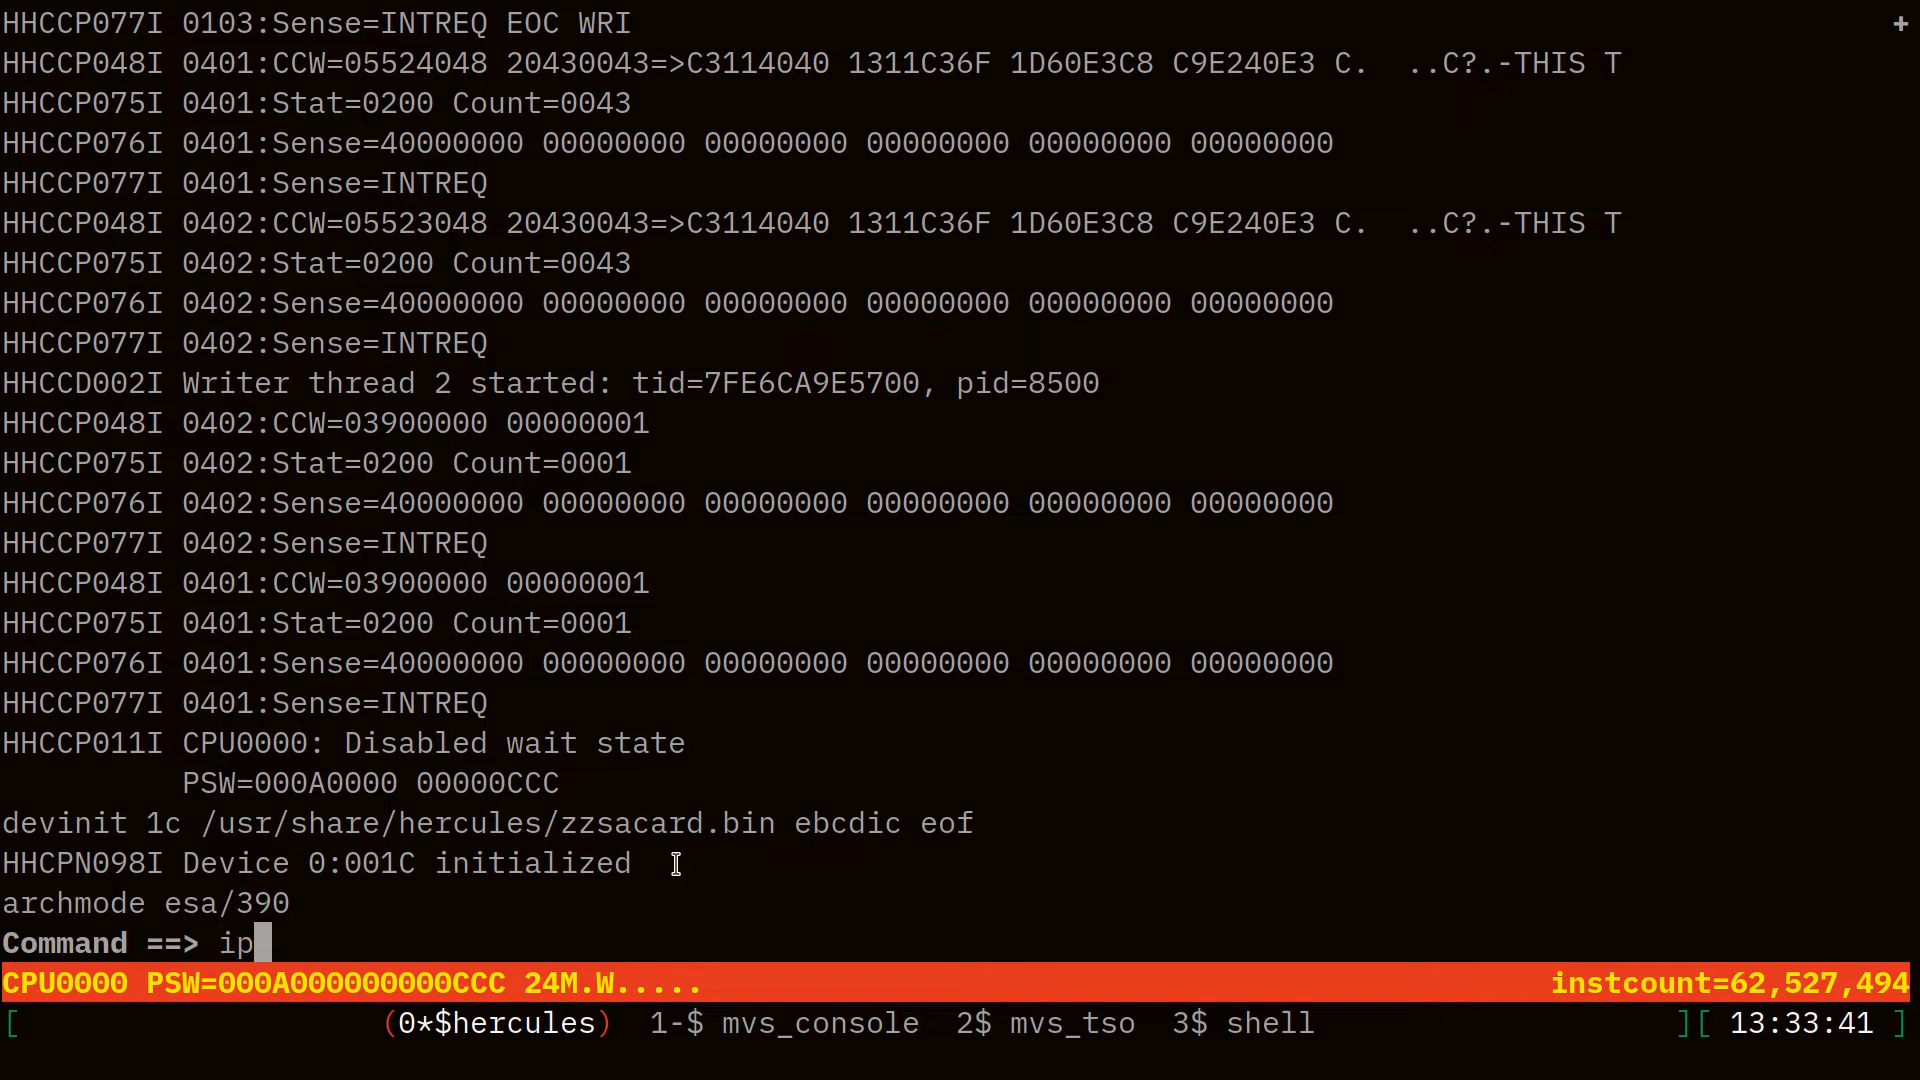 HHCCP077I 0103:Sense=INTREQ EOC WRI +
HHCCP048I 0401:CCW=05524048 20430043=>C3114040 1311C36F 1D60E3C8 C9E240E3 C.  ..C?.-THIS T
HHCCP075I 0401:Stat=0200 Count=0043
HHCCP076I 0401:Sense=40000000 00000000 00000000 00000000 00000000 00000000
HHCCP077I 0401:Sense=INTREQ
HHCCP048I 0402:CCW=05523048 20430043=>C3114040 1311C36F 1D60E3C8 C9E240E3 C.  ..C?.-THIS T
HHCCP075I 0402:Stat=0200 Count=0043
HHCCP076I 0402:Sense=40000000 00000000 00000000 00000000 00000000 00000000
HHCCP077I 0402:Sense=INTREQ
HHCCD002I Writer thread 2 started: tid=7FE6CA9E5700, pid=8500
HHCCP048I 0402:CCW=03900000 00000001
HHCCP075I 0402:Stat=0200 Count=0001
HHCCP076I 0402:Sense=40000000 00000000 00000000 00000000 00000000 00000000
HHCCP077I 0402:Sense=INTREQ
HHCCP048I 0401:CCW=03900000 00000001
HHCCP075I 0401:Stat=0200 Count=0001
HHCCP076I 0401:Sense=40000000 00000000 00000000 00000000 00000000 00000000
HHCCP077I 0401:Sense=INTREQ
HHCCP011I CPU0000: Disabled wait state
          PSW=000A0000 00000CCC
devinit 1c /usr/share/hercules/zzsacard.bin ebcdic eof
HHCPN098I Device 0:001C initialized
archmode esa/390
Command ==> ip
CPU0000 PSW=000A000000000CCC 24M.W..... instcount=62,527,494
[ (0*$hercules) 1-$ mvs_console 2$ mvs_tso 3$ shell ][ 13:33:41 ]